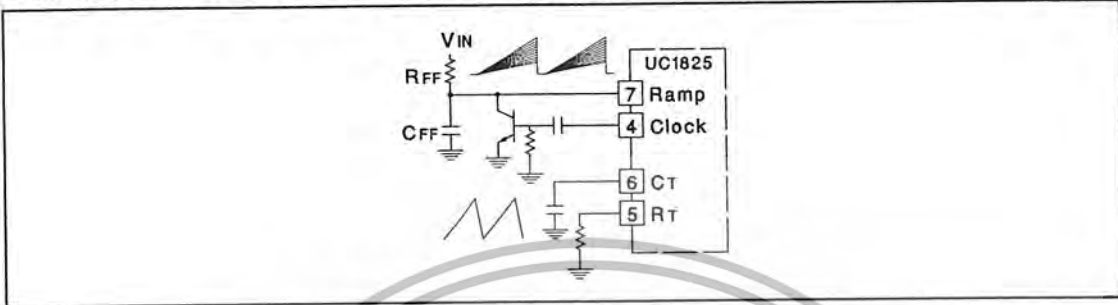 VIN
RFF
UC1825
7 Ramp
CFF
4 Clock
6 CT
5 RT